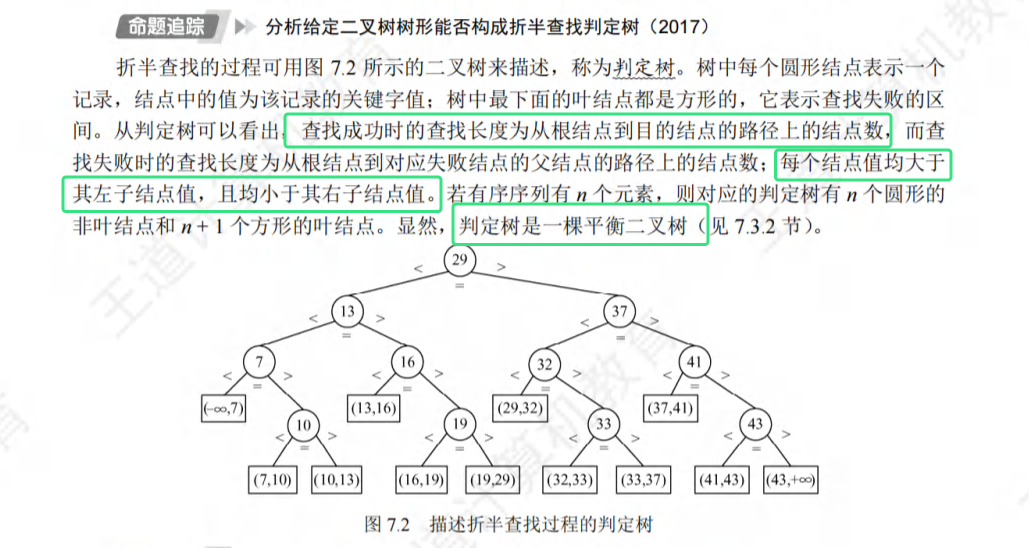 命题追踪 分析给定二叉树树形能否构成折半查找判定树（2017）
折半查找的过程可用图 7.2 所示的二叉树来描述，称为判定树。树中每个圆形结点表示一个
记录，结点中的值为该记录的关键字值；树中最下面的叶结点都是方形的，它表示查找失败的区
间。从判定树可以看出，查找成功时的查找长度为从根结点到目的结点的路径上的结点数，而查
找失败时的查找长度为从根结点到对应失败结点的父结点的路径上的结点数；每个结点值均大于
其左子结点值，且均小于其右子结点值。若有序序列有 n 个元素，则对应的判定树有 n 个圆形的
非叶结点和 n + 1 个方形的叶结点。显然，判定树是一棵平衡二叉树（见 7.3.2 节）。
29
< = >
13 37
< = > < = >
7 16 32 41
< = > < = > < = > < = >
(−∞,7) 10 (13,16) 19 (29,32) 33 (37,41) 43
< = > < = > < = > < = >
(7,10) (10,13) (16,19) (19,29) (32,33) (33,37) (41,43) (43,+∞)
图 7.2 描述折半查找过程的判定树